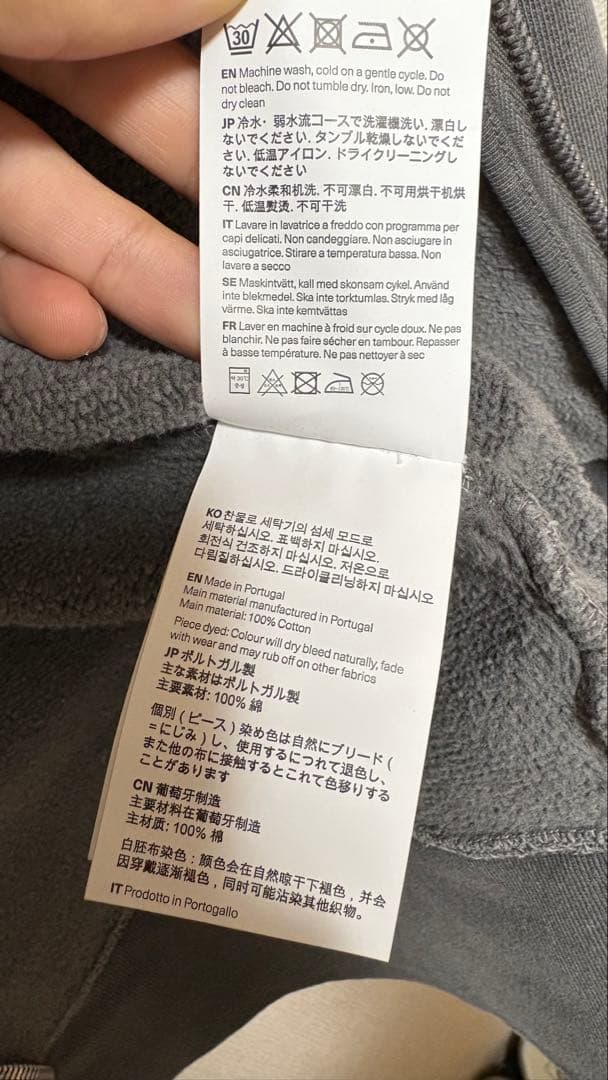 30
EN Machine wash, cold on a gentle cycle. Do
not bleach. Do not tumble dry. Iron, low. Do not
dry clean
JP 冷水・弱水流コースで洗濯機洗い. 漂白し
ないでください. タンブル乾燥しないでくだ
さい. 低温アイロン. ドライクリーニングし
ないでください
CN 冷水柔和机洗. 不可漂白. 不可用烘干机烘
干. 低温熨烫. 不可干洗
IT Lavare in lavatrice a freddo con programma per
capi delicati. Non candeggiare. Non asciugare in
asciugatrice. Stirare a temperatura bassa. Non
lavare a secco
SE Maskintvätt, kall med skonsam cykel. Använd
inte blekmedel. Ska inte torktumlas. Stryk med låg
värme. Ska inte kemtvättas
FR Laver en machine à froid sur cycle doux. Ne pas
blanchir. Ne pas faire sécher en tambour. Repasser
à basse température. Ne pas nettoyer à sec
약 30℃
중성
KO 찬물로 세탁기의 섬세 모드로
세탁하십시오. 표백하지 마십시오.
회전식 건조하지 마십시오. 저온으로
다림질하십시오. 드라이클리닝하지 마십시오
EN Made in Portugal
Main material manufactured in Portugal
Main material: 100% Cotton
Piece dyed: Colour will dry bleed naturally, fade
with wear and may rub off on other fabrics
JP ポルトガル製
主な素材はポルトガル製
主要素材: 100% 綿
個別 ( ピース ) 染め色は自然にブリード (
= にじみ ) し、使用するにつれて退色し、
また他の布に接触するとこれて色移りする
ことがあります
CN 葡萄牙制造
主要材料在葡萄牙制造
主材质: 100% 棉
白胚布染色 : 颜色会在自然晾干下褪色，并会
因穿戴逐渐褪色，同时可能沾染其他织物。
IT Prodotto in Portogallo